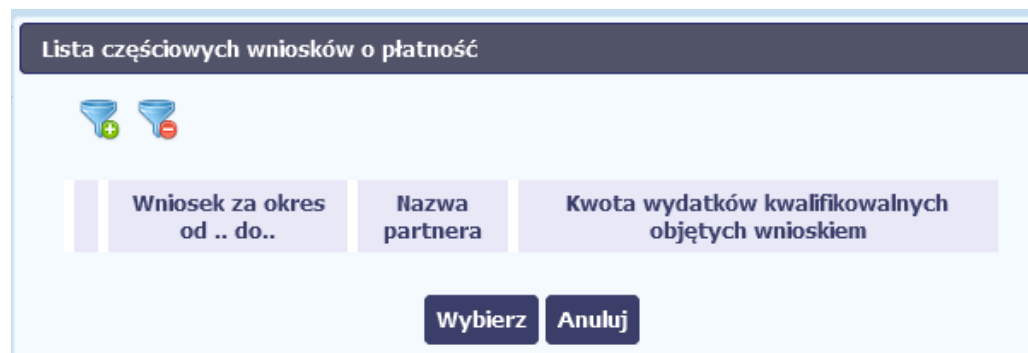 Lista częściowych wniosków o płatność
Wniosek za okres
od .. do..
Nazwa
partnera
Kwota wydatków kwalifikowalnych
objętych wnioskiem
Wybierz Anuluj